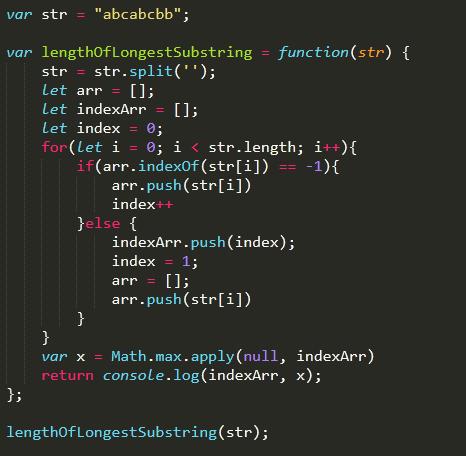 var str = "abcabcbb";

var lengthOfLongestSubstring = function(str) {
    str = str.split('');
    let arr = [];
    let indexArr = [];
    let index = 0;
    for(let i = 0; i < str.length; i++){
        if(arr.indexOf(str[i]) == -1){
            arr.push(str[i])
            index++
        }else {
            indexArr.push(index);
            index = 1;
            arr = [];
            arr.push(str[i])
        }
    }
    var x = Math.max.apply(null, indexArr)
    return console.log(indexArr, x);
};

lengthOfLongestSubstring(str);